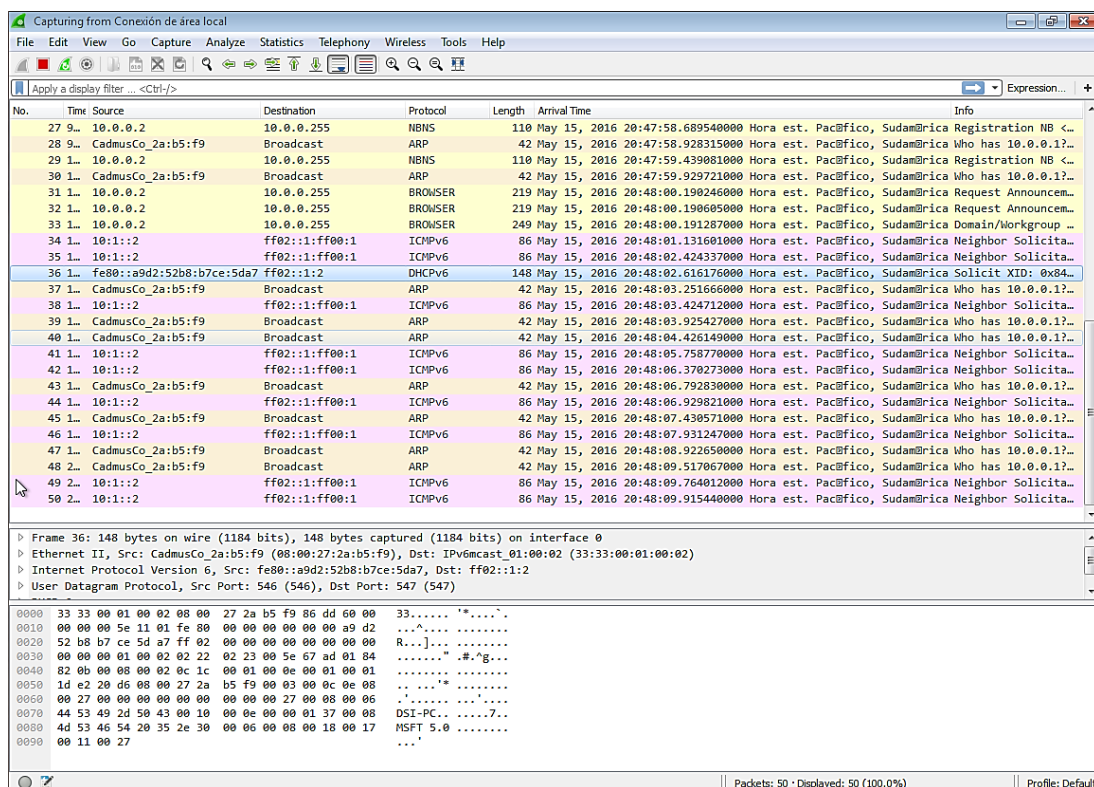 Capturing from Conexión de área local
File Edit View Go Capture Analyze Statistics Telephony Wireless Tools Help
Apply a display filter ... <Ctrl-/> Expression... +
No. Time Source Destination Protocol Length Arrival Time Info
27 9... 10.0.0.2 10.0.0.255 NBNS 110 May 15, 2016 20:47:58.689540000 Hora est. Pac⍰fico, Sudam⍰rica Registration NB <...
28 9... CadmusCo_2a:b5:f9 Broadcast ARP 42 May 15, 2016 20:47:58.928315000 Hora est. Pac⍰fico, Sudam⍰rica Who has 10.0.0.1?...
29 1... 10.0.0.2 10.0.0.255 NBNS 110 May 15, 2016 20:47:59.439081000 Hora est. Pac⍰fico, Sudam⍰rica Registration NB <...
30 1... CadmusCo_2a:b5:f9 Broadcast ARP 42 May 15, 2016 20:47:59.929721000 Hora est. Pac⍰fico, Sudam⍰rica Who has 10.0.0.1?...
31 1... 10.0.0.2 10.0.0.255 BROWSER 219 May 15, 2016 20:48:00.190246000 Hora est. Pac⍰fico, Sudam⍰rica Request Announcem...
32 1... 10.0.0.2 10.0.0.255 BROWSER 219 May 15, 2016 20:48:00.190605000 Hora est. Pac⍰fico, Sudam⍰rica Request Announcem...
33 1... 10.0.0.2 10.0.0.255 BROWSER 249 May 15, 2016 20:48:00.191287000 Hora est. Pac⍰fico, Sudam⍰rica Domain/Workgroup ...
34 1... 10:1::2 ff02::1:ff00:1 ICMPv6 86 May 15, 2016 20:48:01.131601000 Hora est. Pac⍰fico, Sudam⍰rica Neighbor Solicita...
35 1... 10:1::2 ff02::1:ff00:1 ICMPv6 86 May 15, 2016 20:48:02.424337000 Hora est. Pac⍰fico, Sudam⍰rica Neighbor Solicita...
36 1... fe80::a9d2:52b8:b7ce:5da7 ff02::1:2 DHCPv6 148 May 15, 2016 20:48:02.616176000 Hora est. Pac⍰fico, Sudam⍰rica Solicit XID: 0x84...
37 1... CadmusCo_2a:b5:f9 Broadcast ARP 42 May 15, 2016 20:48:03.251666000 Hora est. Pac⍰fico, Sudam⍰rica Who has 10.0.0.1?...
38 1... 10:1::2 ff02::1:ff00:1 ICMPv6 86 May 15, 2016 20:48:03.424712000 Hora est. Pac⍰fico, Sudam⍰rica Neighbor Solicita...
39 1... CadmusCo_2a:b5:f9 Broadcast ARP 42 May 15, 2016 20:48:03.925427000 Hora est. Pac⍰fico, Sudam⍰rica Who has 10.0.0.1?...
40 1... CadmusCo_2a:b5:f9 Broadcast ARP 42 May 15, 2016 20:48:04.426149000 Hora est. Pac⍰fico, Sudam⍰rica Who has 10.0.0.1?...
41 1... 10:1::2 ff02::1:ff00:1 ICMPv6 86 May 15, 2016 20:48:05.758770000 Hora est. Pac⍰fico, Sudam⍰rica Neighbor Solicita...
42 1... 10:1::2 ff02::1:ff00:1 ICMPv6 86 May 15, 2016 20:48:06.370273000 Hora est. Pac⍰fico, Sudam⍰rica Neighbor Solicita...
43 1... CadmusCo_2a:b5:f9 Broadcast ARP 42 May 15, 2016 20:48:06.792830000 Hora est. Pac⍰fico, Sudam⍰rica Who has 10.0.0.1?...
44 1... 10:1::2 ff02::1:ff00:1 ICMPv6 86 May 15, 2016 20:48:06.929821000 Hora est. Pac⍰fico, Sudam⍰rica Neighbor Solicita...
45 1... CadmusCo_2a:b5:f9 Broadcast ARP 42 May 15, 2016 20:48:07.430571000 Hora est. Pac⍰fico, Sudam⍰rica Who has 10.0.0.1?...
46 1... 10:1::2 ff02::1:ff00:1 ICMPv6 86 May 15, 2016 20:48:07.931247000 Hora est. Pac⍰fico, Sudam⍰rica Neighbor Solicita...
47 1... CadmusCo_2a:b5:f9 Broadcast ARP 42 May 15, 2016 20:48:08.922650000 Hora est. Pac⍰fico, Sudam⍰rica Who has 10.0.0.1?...
48 2... CadmusCo_2a:b5:f9 Broadcast ARP 42 May 15, 2016 20:48:09.517067000 Hora est. Pac⍰fico, Sudam⍰rica Who has 10.0.0.1?...
49 2... 10:1::2 ff02::1:ff00:1 ICMPv6 86 May 15, 2016 20:48:09.764012000 Hora est. Pac⍰fico, Sudam⍰rica Neighbor Solicita...
50 2... 10:1::2 ff02::1:ff00:1 ICMPv6 86 May 15, 2016 20:48:09.915440000 Hora est. Pac⍰fico, Sudam⍰rica Neighbor Solicita...
Frame 36: 148 bytes on wire (1184 bits), 148 bytes captured (1184 bits) on interface 0
Ethernet II, Src: CadmusCo_2a:b5:f9 (08:00:27:2a:b5:f9), Dst: IPv6mcast_01:00:02 (33:33:00:01:00:02)
Internet Protocol Version 6, Src: fe80::a9d2:52b8:b7ce:5da7, Dst: ff02::1:2
User Datagram Protocol, Src Port: 546 (546), Dst Port: 547 (547)
0000 33 33 00 01 00 02 08 00 27 2a b5 f9 86 dd 60 00 33...... '*....`.
0010 00 00 00 5e 11 01 fe 80 00 00 00 00 00 00 a9 d2 ...^.... ........
0020 52 b8 b7 ce 5d a7 ff 02 00 00 00 00 00 00 00 00 R...]... ........
0030 00 00 00 01 00 02 02 22 02 23 00 5e 67 ad 01 84 ......." .#.^g...
0040 82 0b 00 08 00 02 0c 1c 00 01 00 0e 00 01 00 01 ........ ........
0050 1d e2 20 d6 08 00 27 2a b5 f9 00 03 00 0c 0e 08 .. ...'* ........
0060 00 27 00 00 00 00 00 00 00 00 00 27 00 08 00 06 .'...... ...'....
0070 44 53 49 2d 50 43 00 10 00 0e 00 00 01 37 00 08 DSI-PC.. .....7..
0080 4d 53 46 54 20 35 2e 30 00 06 00 08 00 18 00 17 MSFT 5.0 ........
0090 00 11 00 27 ...'
Packets: 50 · Displayed: 50 (100.0%) Profile: Default